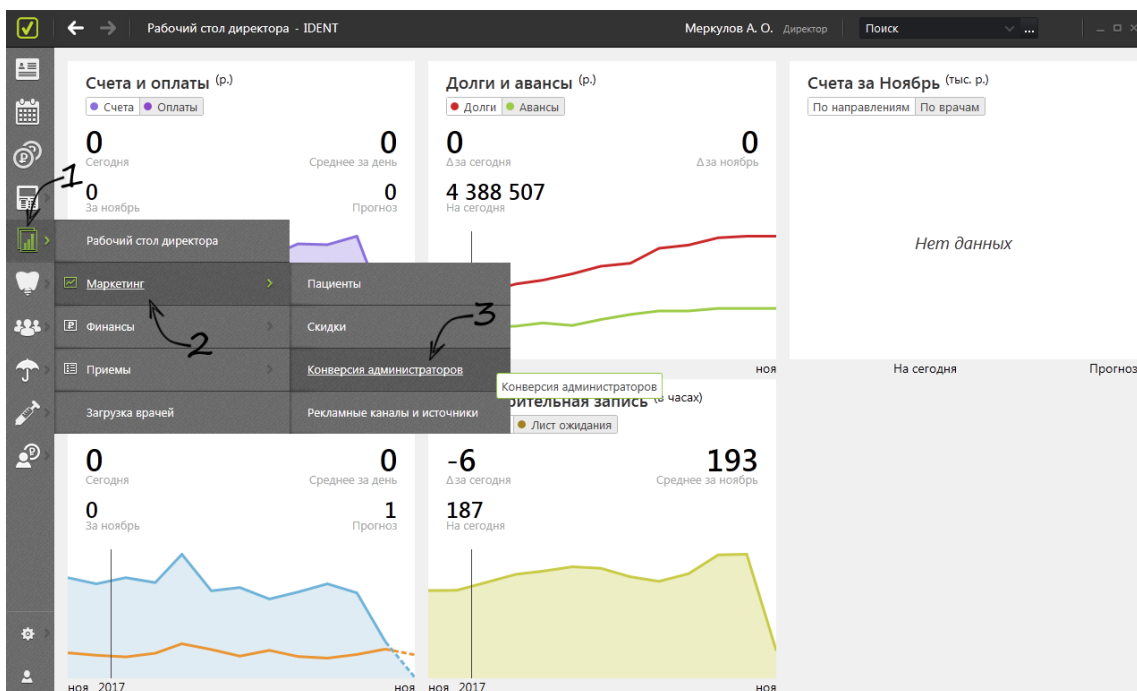 Рабочий стол директора - IDENT
Меркулов А. О. Директор
Поиск
...
Счета и оплаты (р.)
Счета Оплаты
0 0
Сегодня Среднее за день
0 0
За ноябрь Прогноз
Долги и авансы (р.)
Долги Авансы
0 0
Δ за сегодня Δ за ноябрь
4 388 507
На сегодня
ноя
Счета за Ноябрь (тыс. р.)
По направлениям По врачам
Нет данных
На сегодня Прогноз
1
Рабочий стол директора
Маркетинг
Финансы
Приемы
Загрузка врачей
2
Пациенты
Скидки
Конверсия администраторов
Рекламные каналы и источники
3
Конверсия администраторов
0 0
Сегодня Среднее за день
0 1
За ноябрь Прогноз
ноя 2017 ноя
рительная запись (в часах)
Лист ожидания
-6 193
Δ за сегодня Среднее за ноябрь
187
На сегодня
ноя 2017 ноя